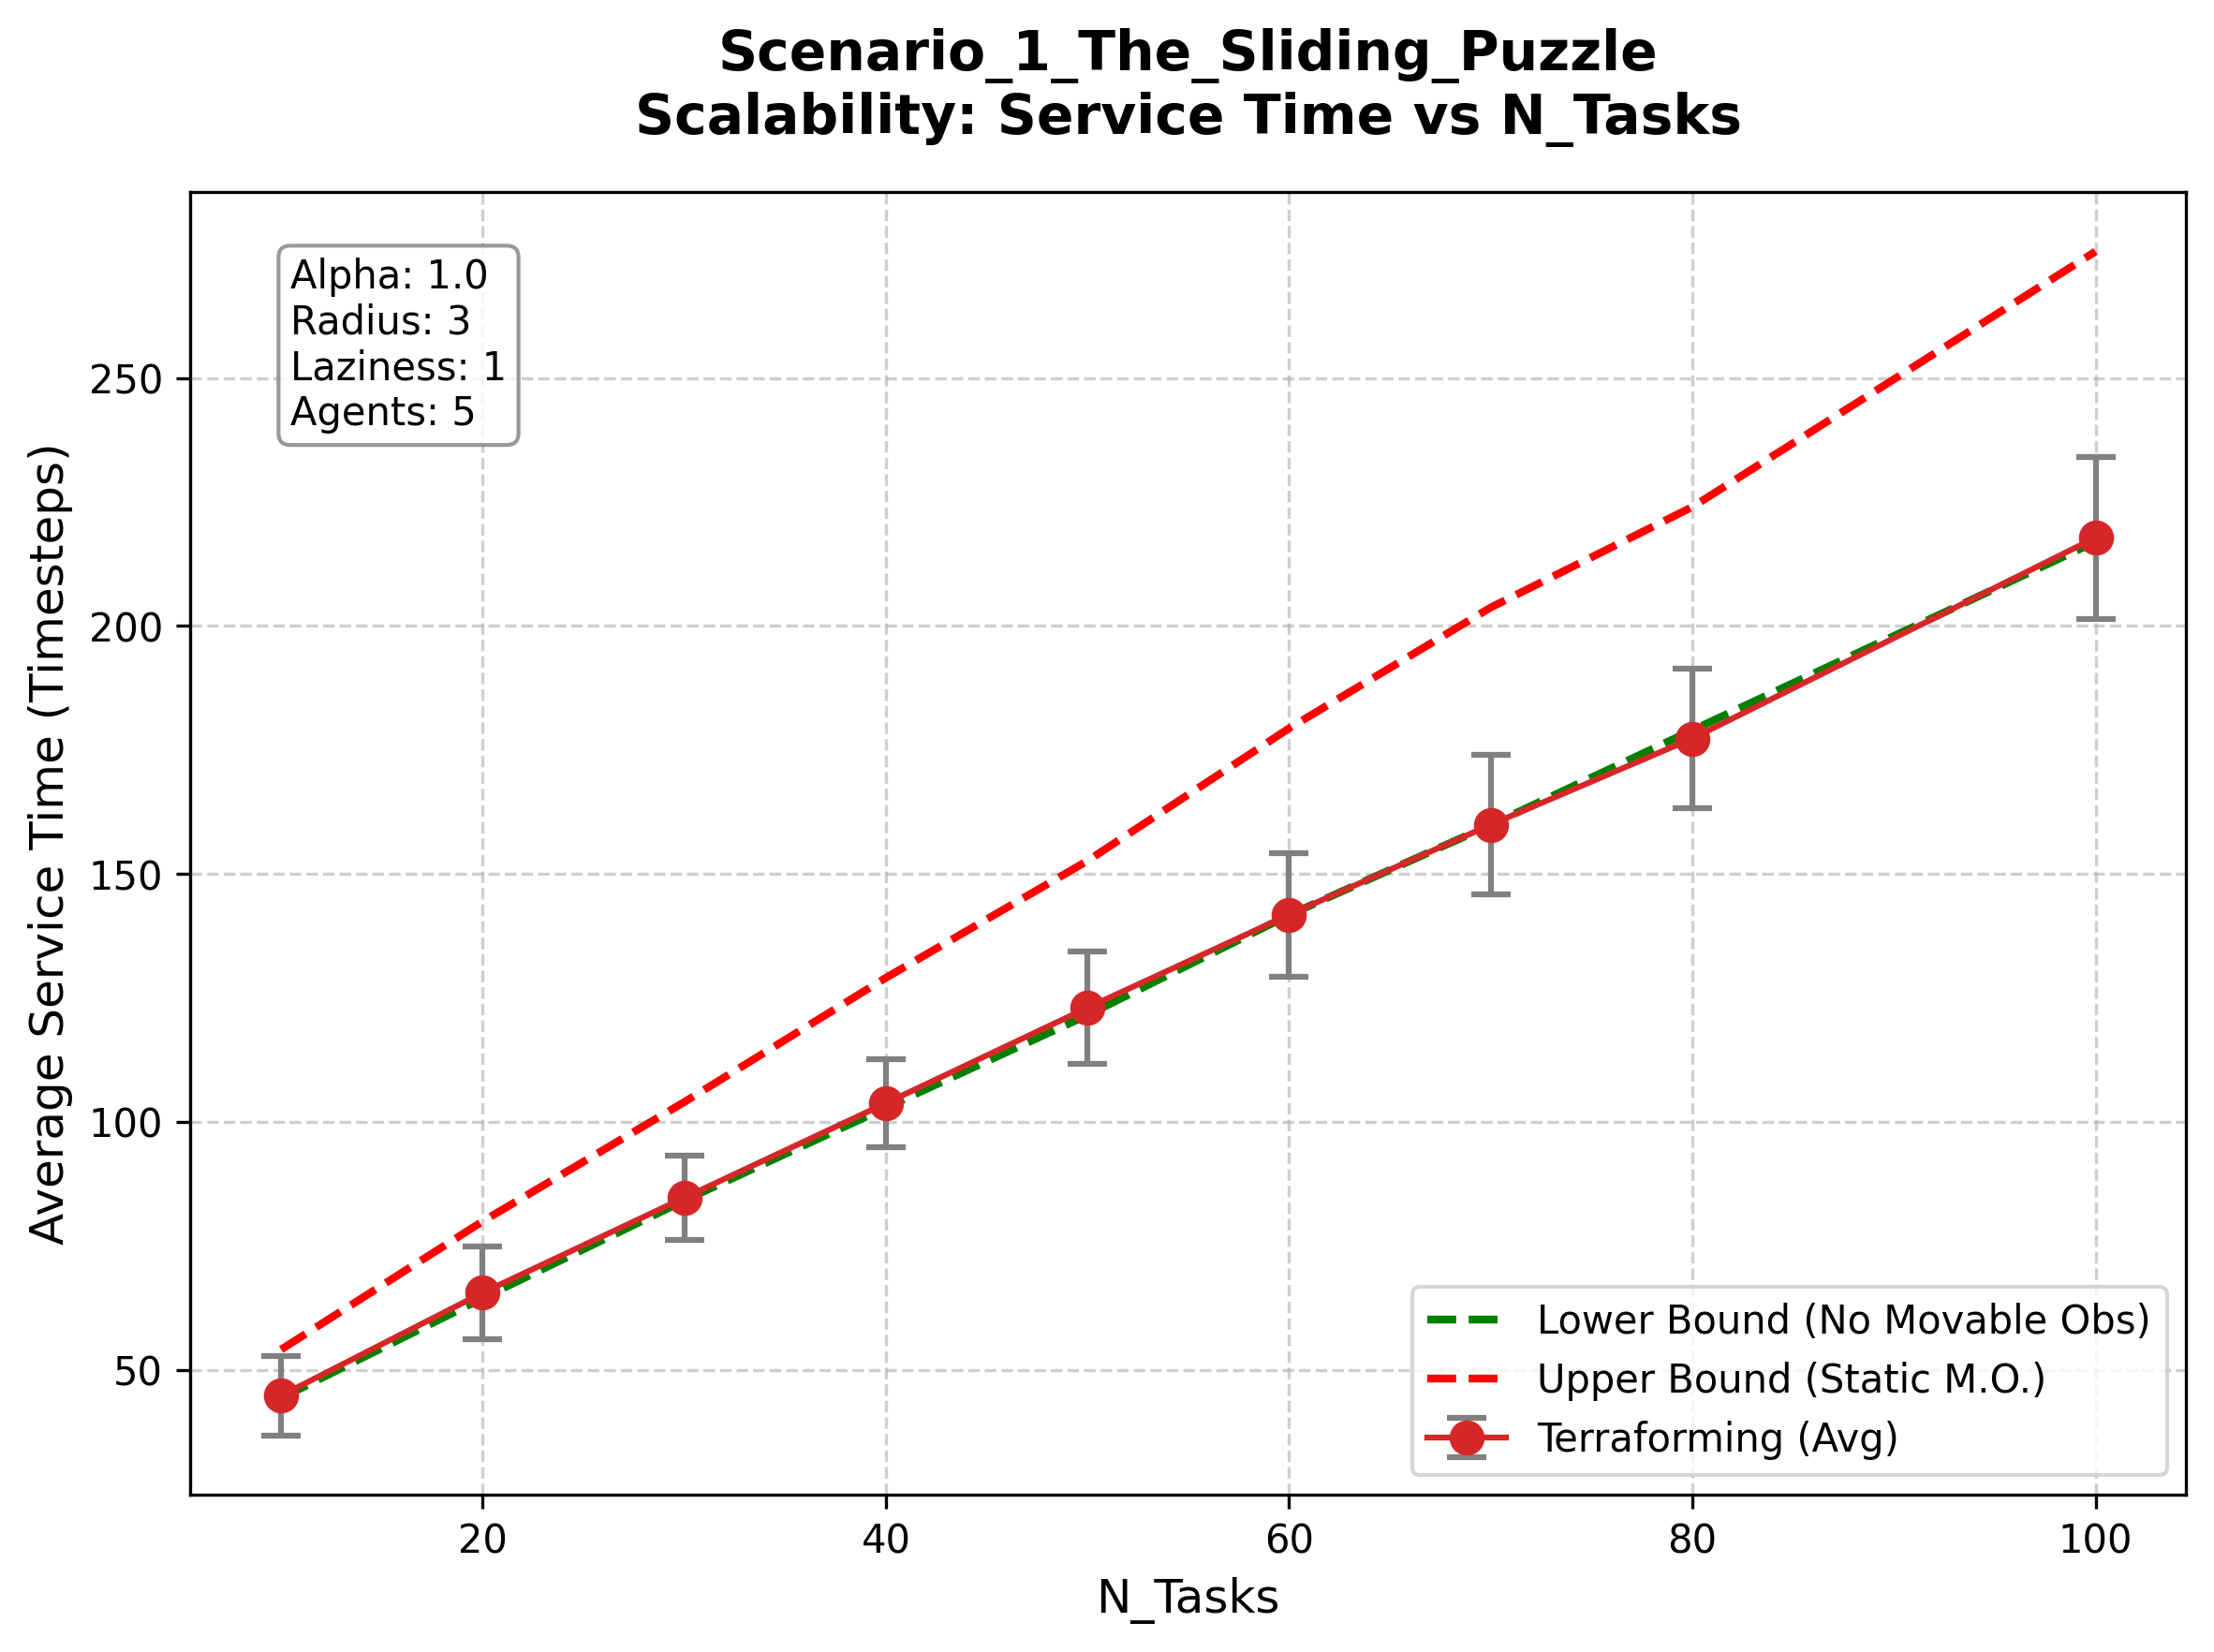 Scenario_1_The_Sliding_Puzzle
Scalability: Service Time vs N_Tasks
Alpha: 1.0
Radius: 3
Laziness: 1
Agents: 5
Average Service Time (Timesteps)
250
200
150
100
50
Lower Bound (No Movable Obs)
Upper Bound (Static M.O.)
Terraforming (Avg)
20
40
60
80
100
N_Tasks